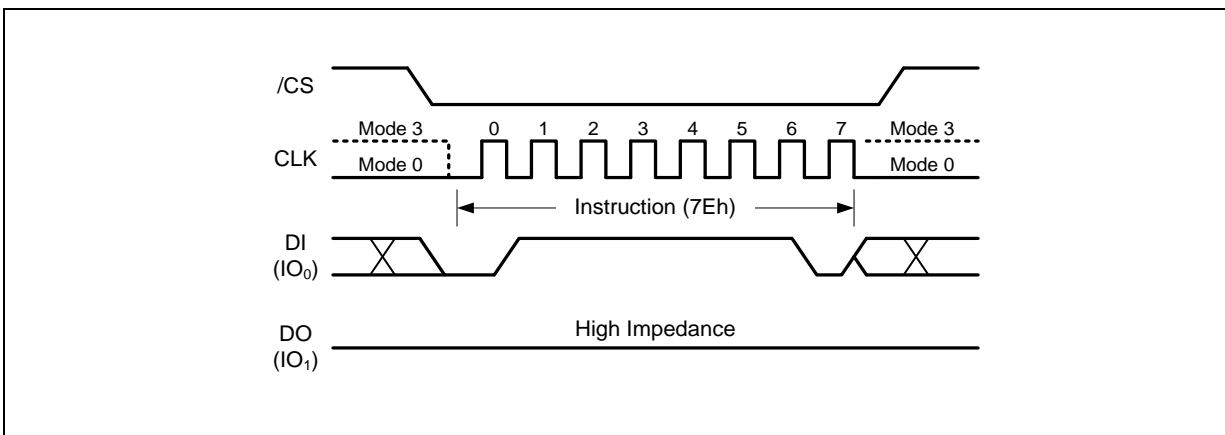 /CS
Mode 3 0 1 2 3 4 5 6 7 Mode 3
CLK
Mode 0 Mode 0
Instruction (7Eh)
DI
(IO₀)
High Impedance
DO
(IO₁)